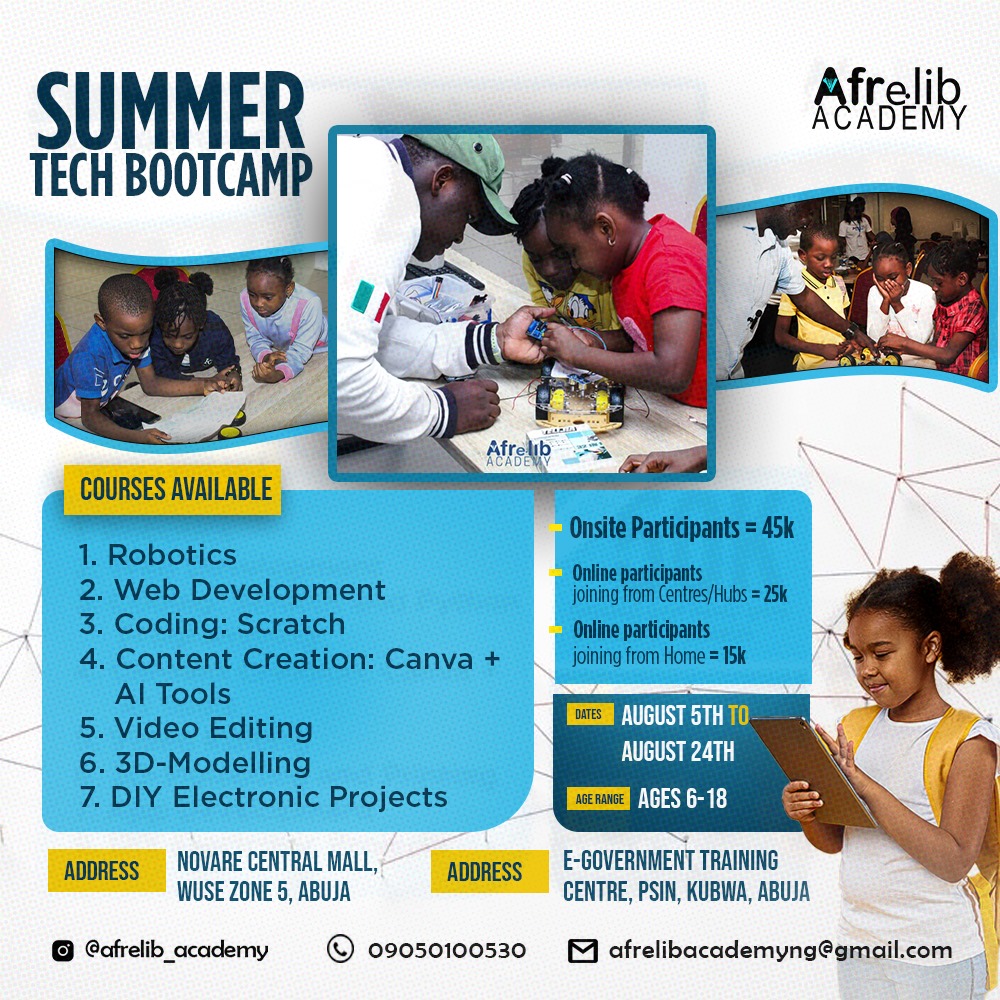 SUMMER
TECH BOOTCAMP
Afrelib
ACADEMY
Afrelib
ACADEMY
COURSES AVAILABLE
1. Robotics
2. Web Development
3. Coding: Scratch
4. Content Creation: Canva +
AI Tools
5. Video Editing
6. 3D-Modelling
7. DIY Electronic Projects
Onsite Participants = 45k
Online participants
joining from Centres/Hubs = 25k
Online participants
joining from Home = 15k
DATES
AUGUST 5TH TO
AUGUST 24TH
AGE RANGE
AGES 6-18
ADDRESS
NOVARE CENTRAL MALL,
WUSE ZONE 5, ABUJA
ADDRESS
E-GOVERNMENT TRAINING
CENTRE, PSIN, KUBWA, ABUJA
@afrelib_academy
09050100530
afrelibacademyng@gmail.com